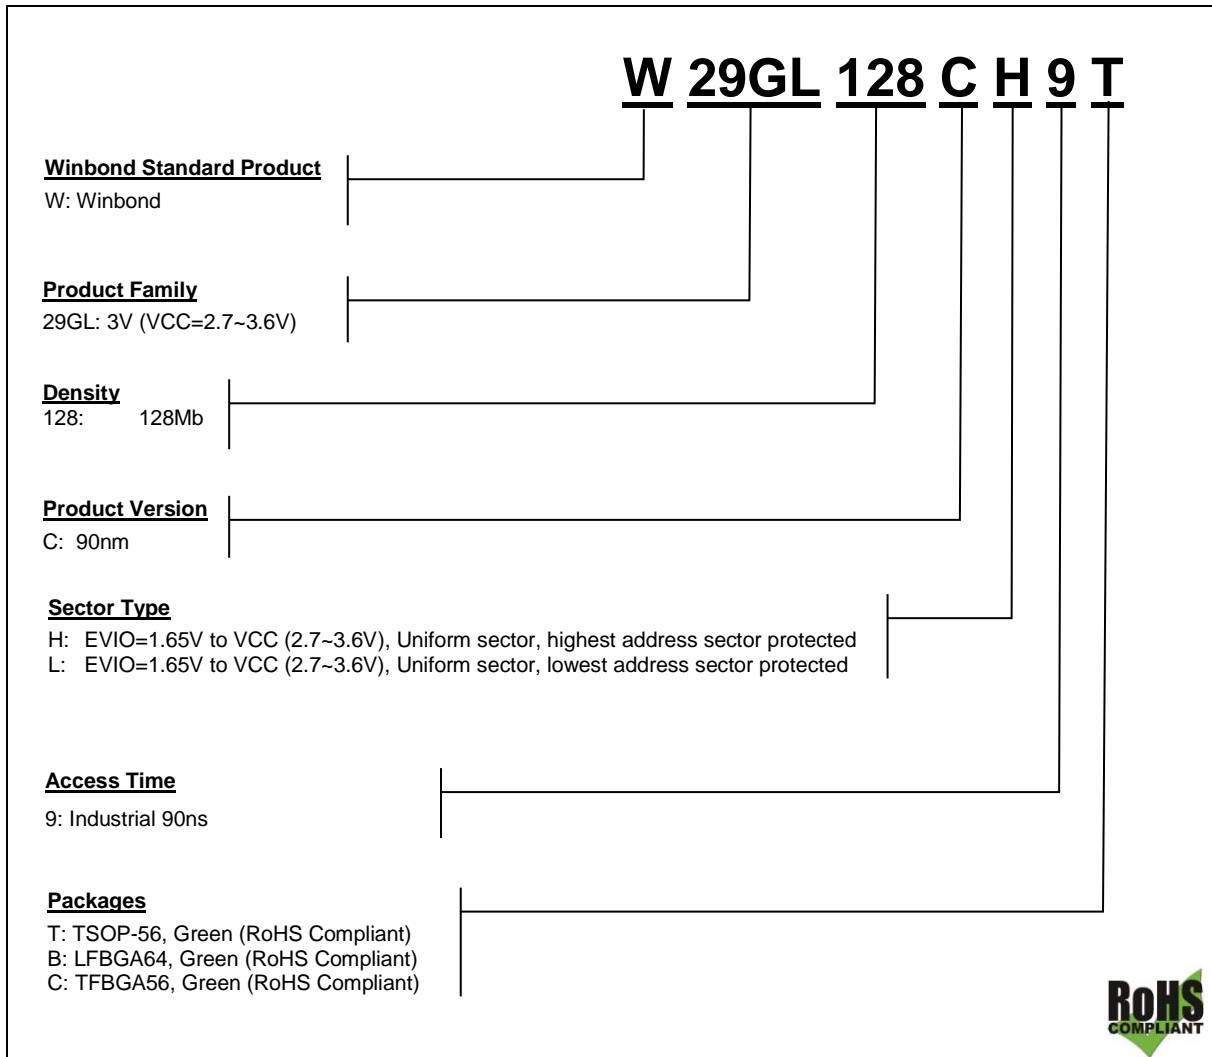 W 29GL 128 C H 9 T
Winbond Standard Product
W: Winbond
Product Family
29GL: 3V (VCC=2.7~3.6V)
Density
128: 128Mb
Product Version
C: 90nm
Sector Type
H: EVIO=1.65V to VCC (2.7~3.6V), Uniform sector, highest address sector protected
L: EVIO=1.65V to VCC (2.7~3.6V), Uniform sector, lowest address sector protected
Access Time
9: Industrial 90ns
Packages
T: TSOP-56, Green (RoHS Compliant)
B: LFBGA64, Green (RoHS Compliant)
C: TFBGA56, Green (RoHS Compliant)
RoHS
COMPLIANT